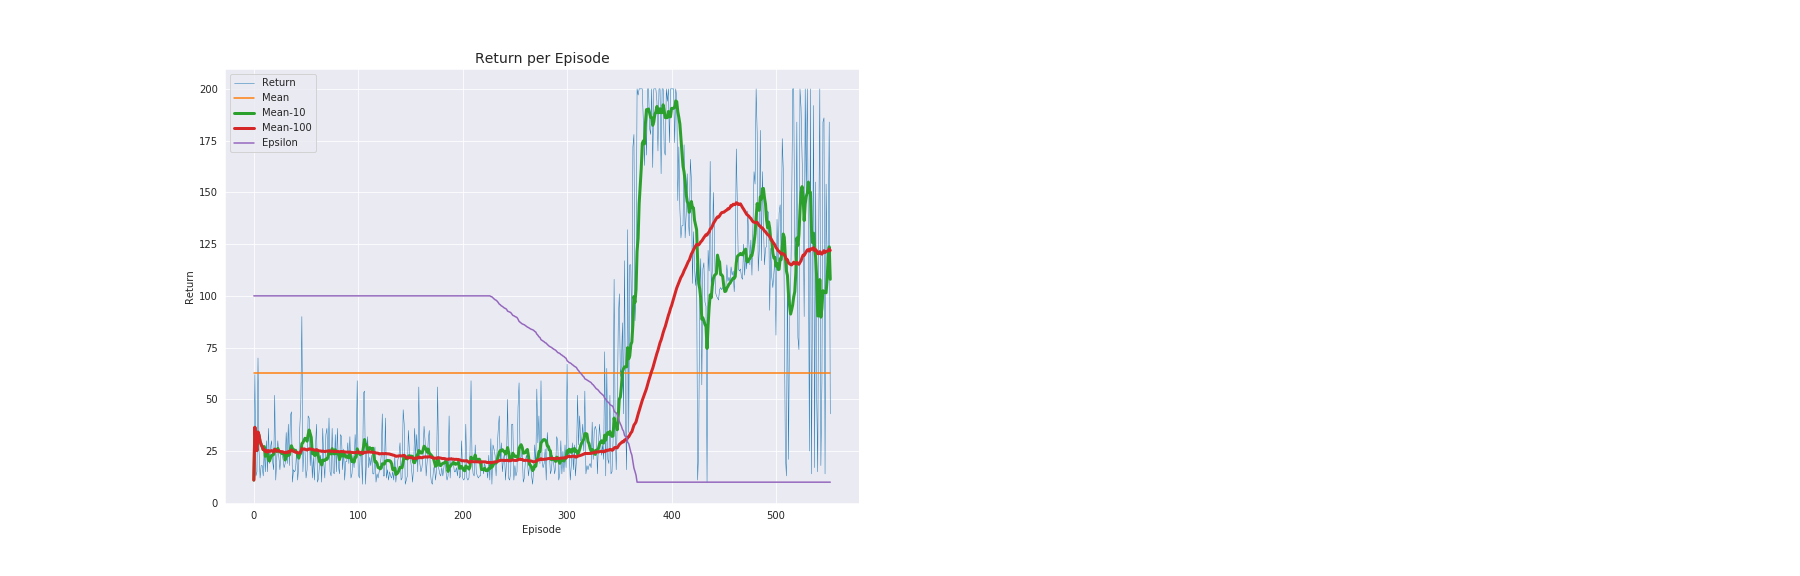 Return per Episode
Return
Mean
Mean-10
Mean-100
Epsilon
200
175
150
125
100
75
50
25
0
Return
0 100 200 300 400 500
Episode